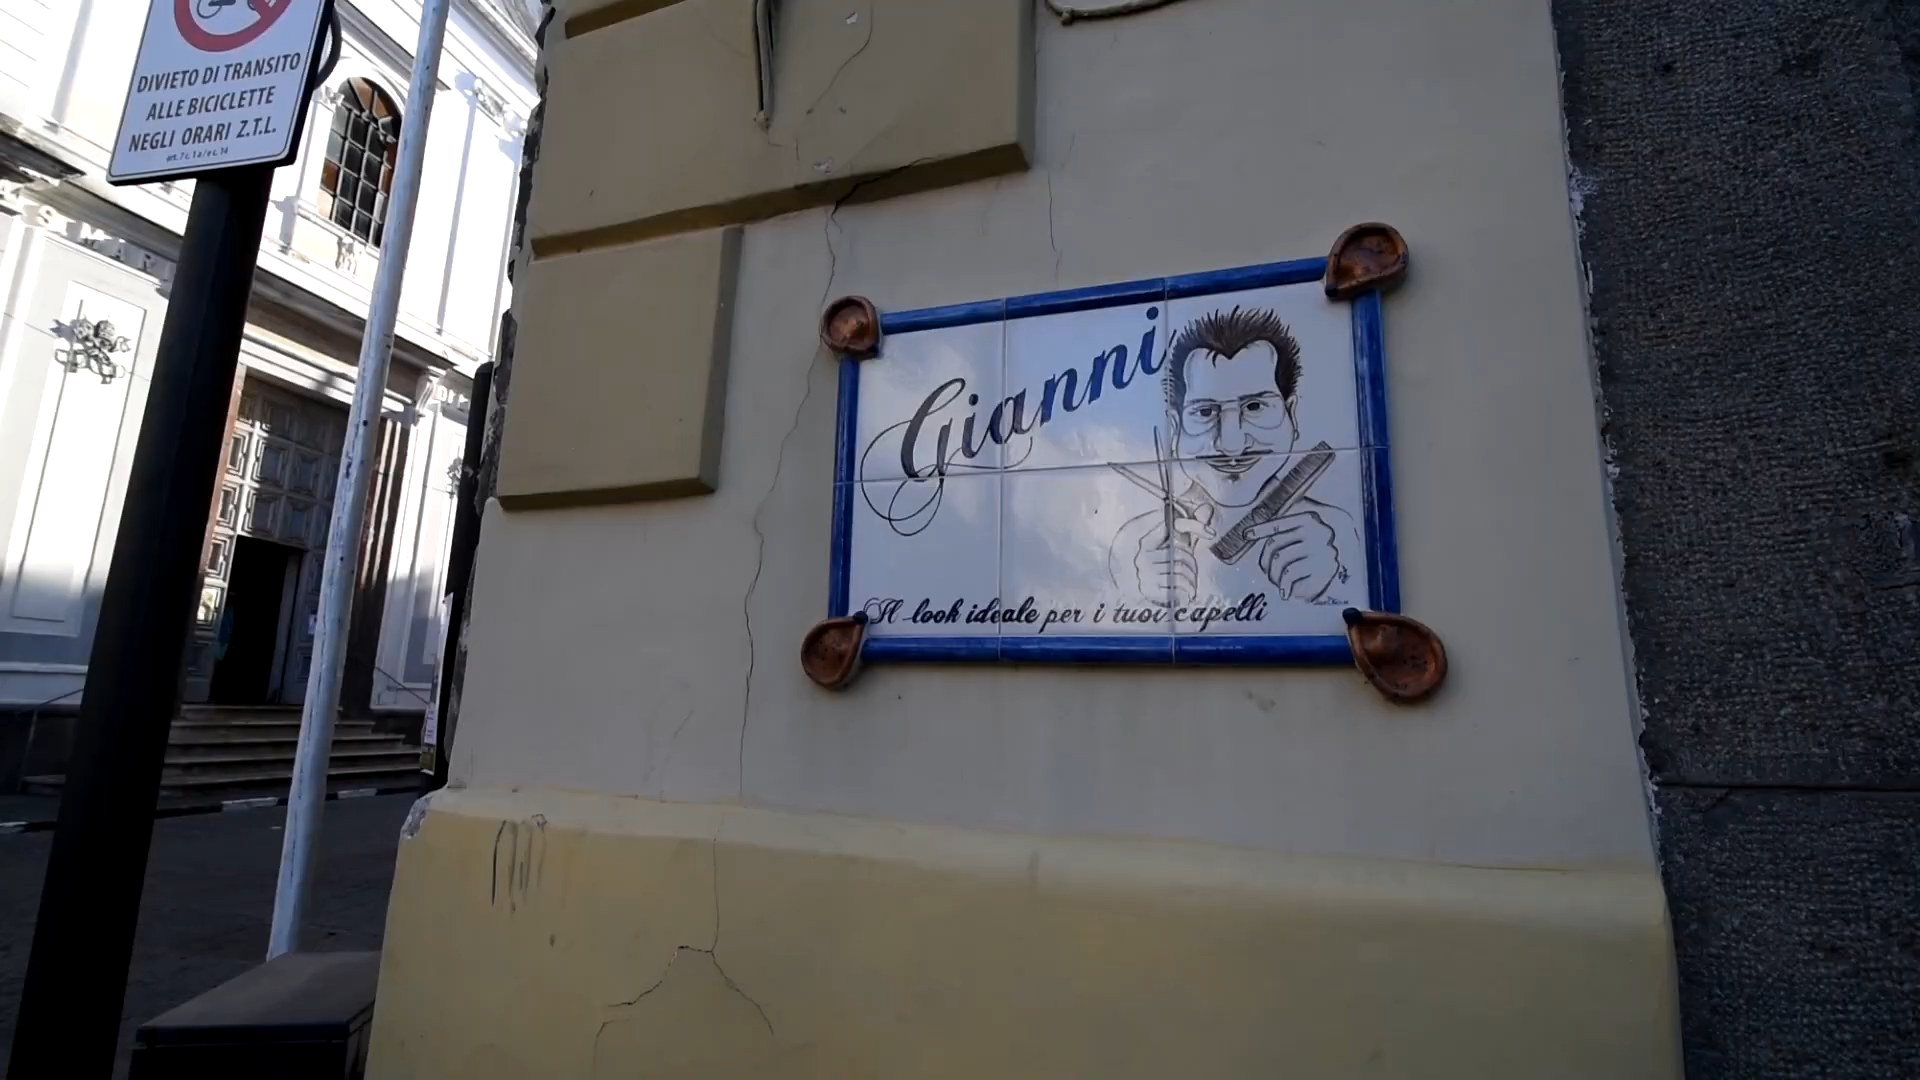 DIVIETO DI TRANSITO
ALLE BICICLETTE
NEGLI ORARI Z.T.L.
Gianni
Il look ideale per i tuoi capelli